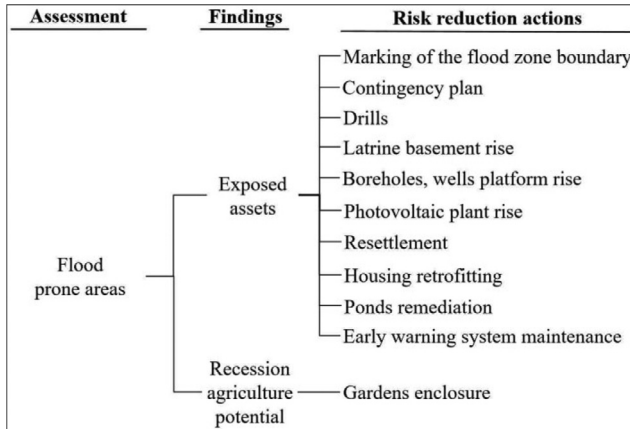 Assessment Findings Risk reduction actions
Marking of the flood zone boundary
Contingency plan
Drills
Latrine basement rise
Boreholes, wells platform rise
Photovoltaic plant rise
Resettlement
Housing retrofitting
Ponds remediation
Early warning system maintenance
Exposed
assets
Flood
prone areas
Recession
agriculture
potential
Gardens enclosure